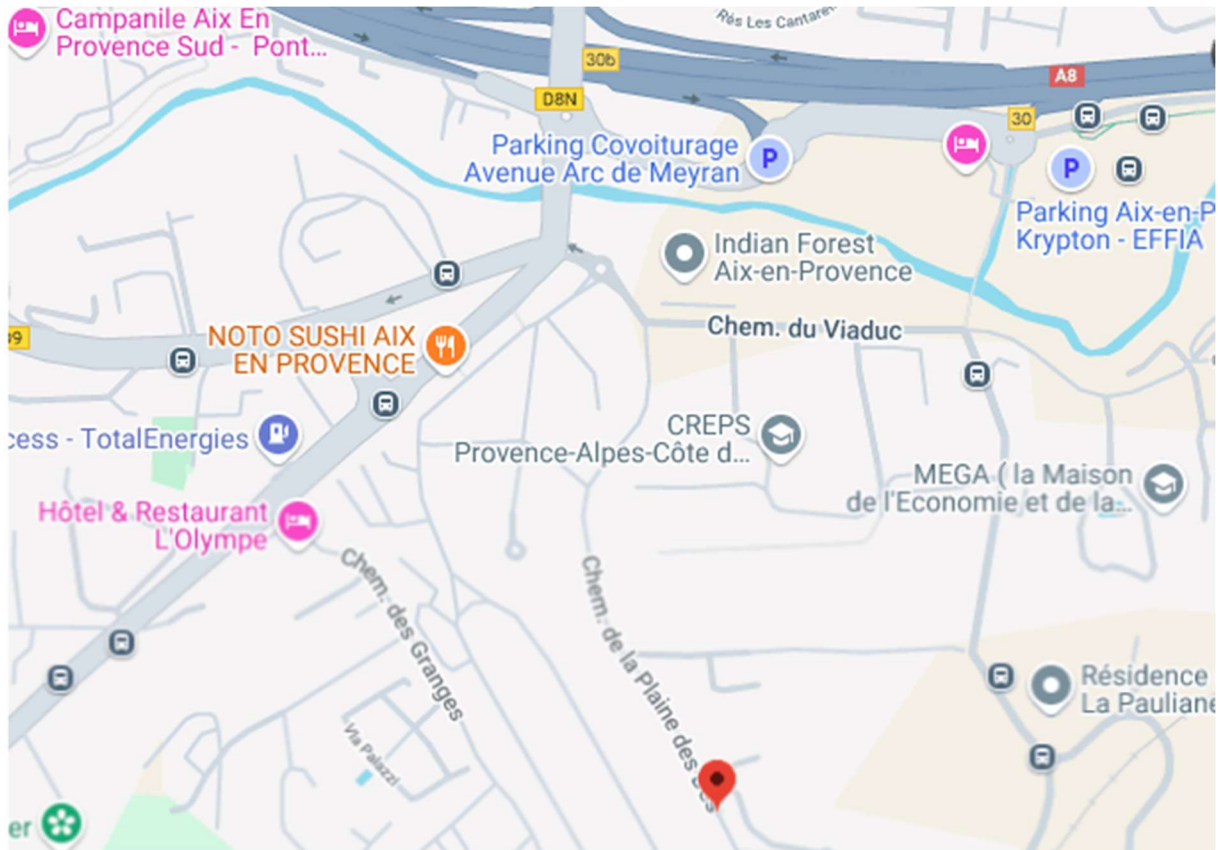 Campanile Aix En
Provence Sud - Pont...
Rés Les Cantarel
30b
A8
D8N
30
Parking Covoiturage
Avenue Arc de Meyran
P
P
Parking Aix-en-P
Krypton - EFFIA
Indian Forest
Aix-en-Provence
Chem. du Viaduc
NOTO SUSHI AIX
EN PROVENCE
cess - TotalEnergies
CREPS
Provence-Alpes-Côte d...
MEGA ( la Maison
de l'Economie et de la...
Hôtel & Restaurant
L'Olympe
Chem. des Granges
Chem. de la Plaine des
Résidence
La Pauliane
Via Palazzi
er